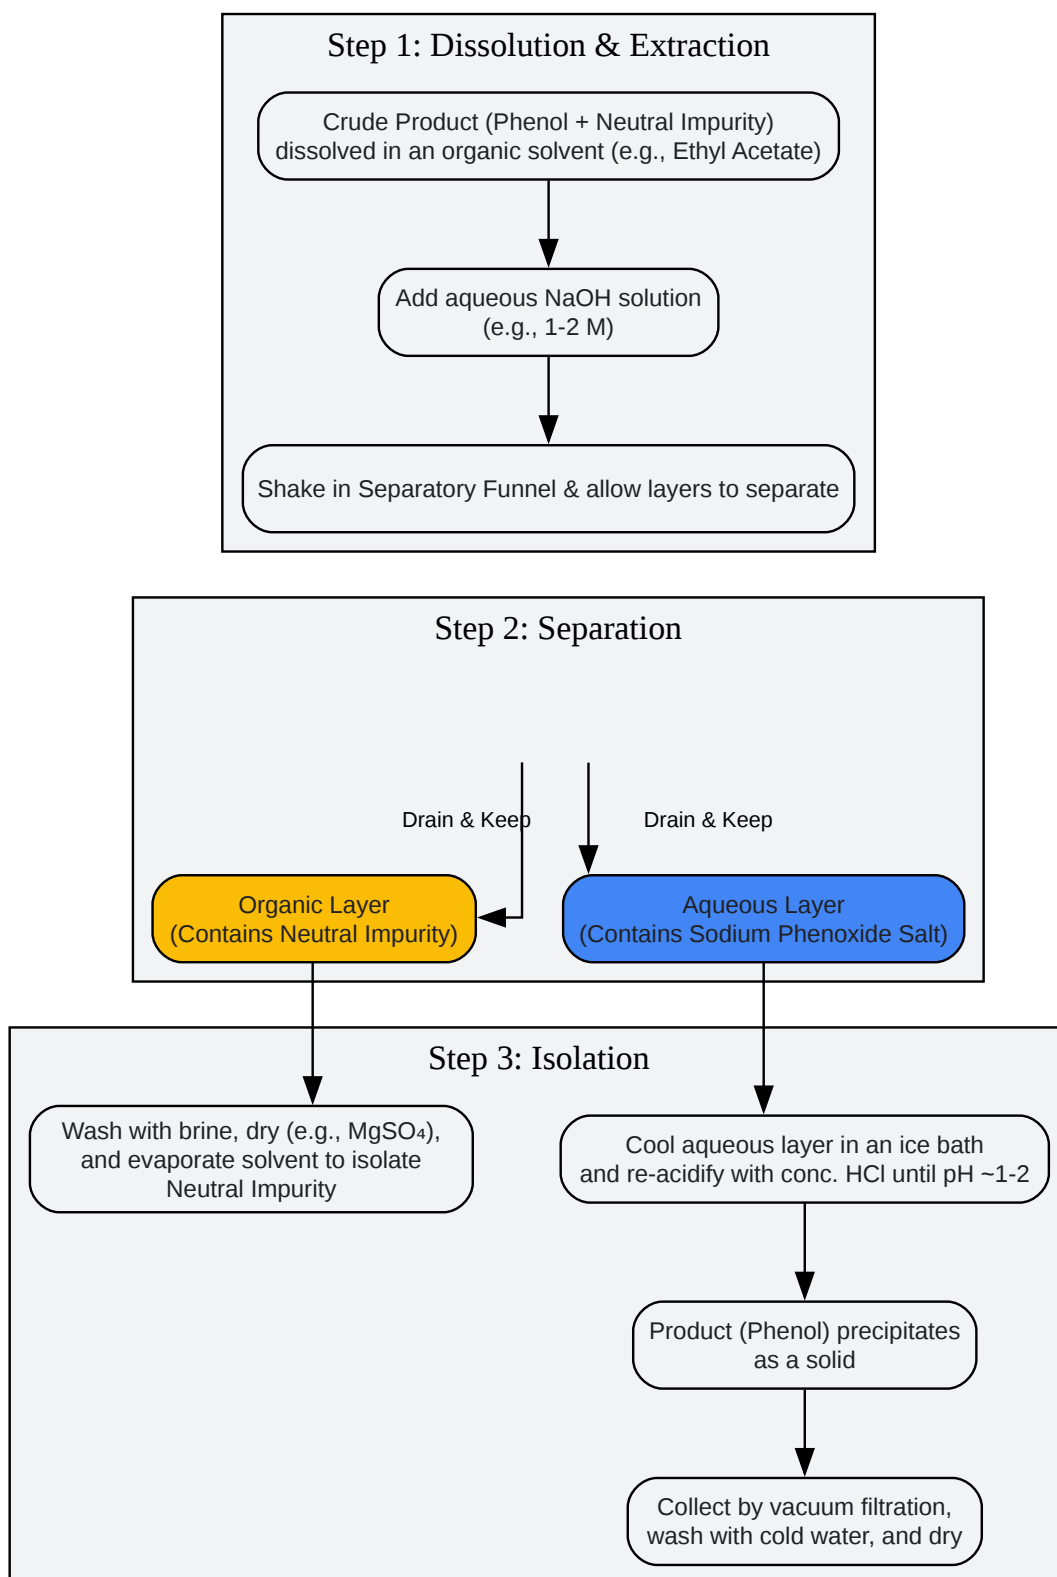 Step 1: Dissolution & Extraction
Crude Product (Phenol + Neutral Impurity)
dissolved in an organic solvent (e.g., Ethyl Acetate)
Add aqueous NaOH solution
(e.g., 1-2 M)
Shake in Separatory Funnel & allow layers to separate
Step 2: Separation
Drain & Keep
Drain & Keep
Organic Layer
(Contains Neutral Impurity)
Aqueous Layer
(Contains Sodium Phenoxide Salt)
Step 3: Isolation
Wash with brine, dry (e.g., MgSO₄),
and evaporate solvent to isolate
Neutral Impurity
Cool aqueous layer in an ice bath
and re-acidify with conc. HCl until pH ~1-2
Product (Phenol) precipitates
as a solid
Collect by vacuum filtration,
wash with cold water, and dry